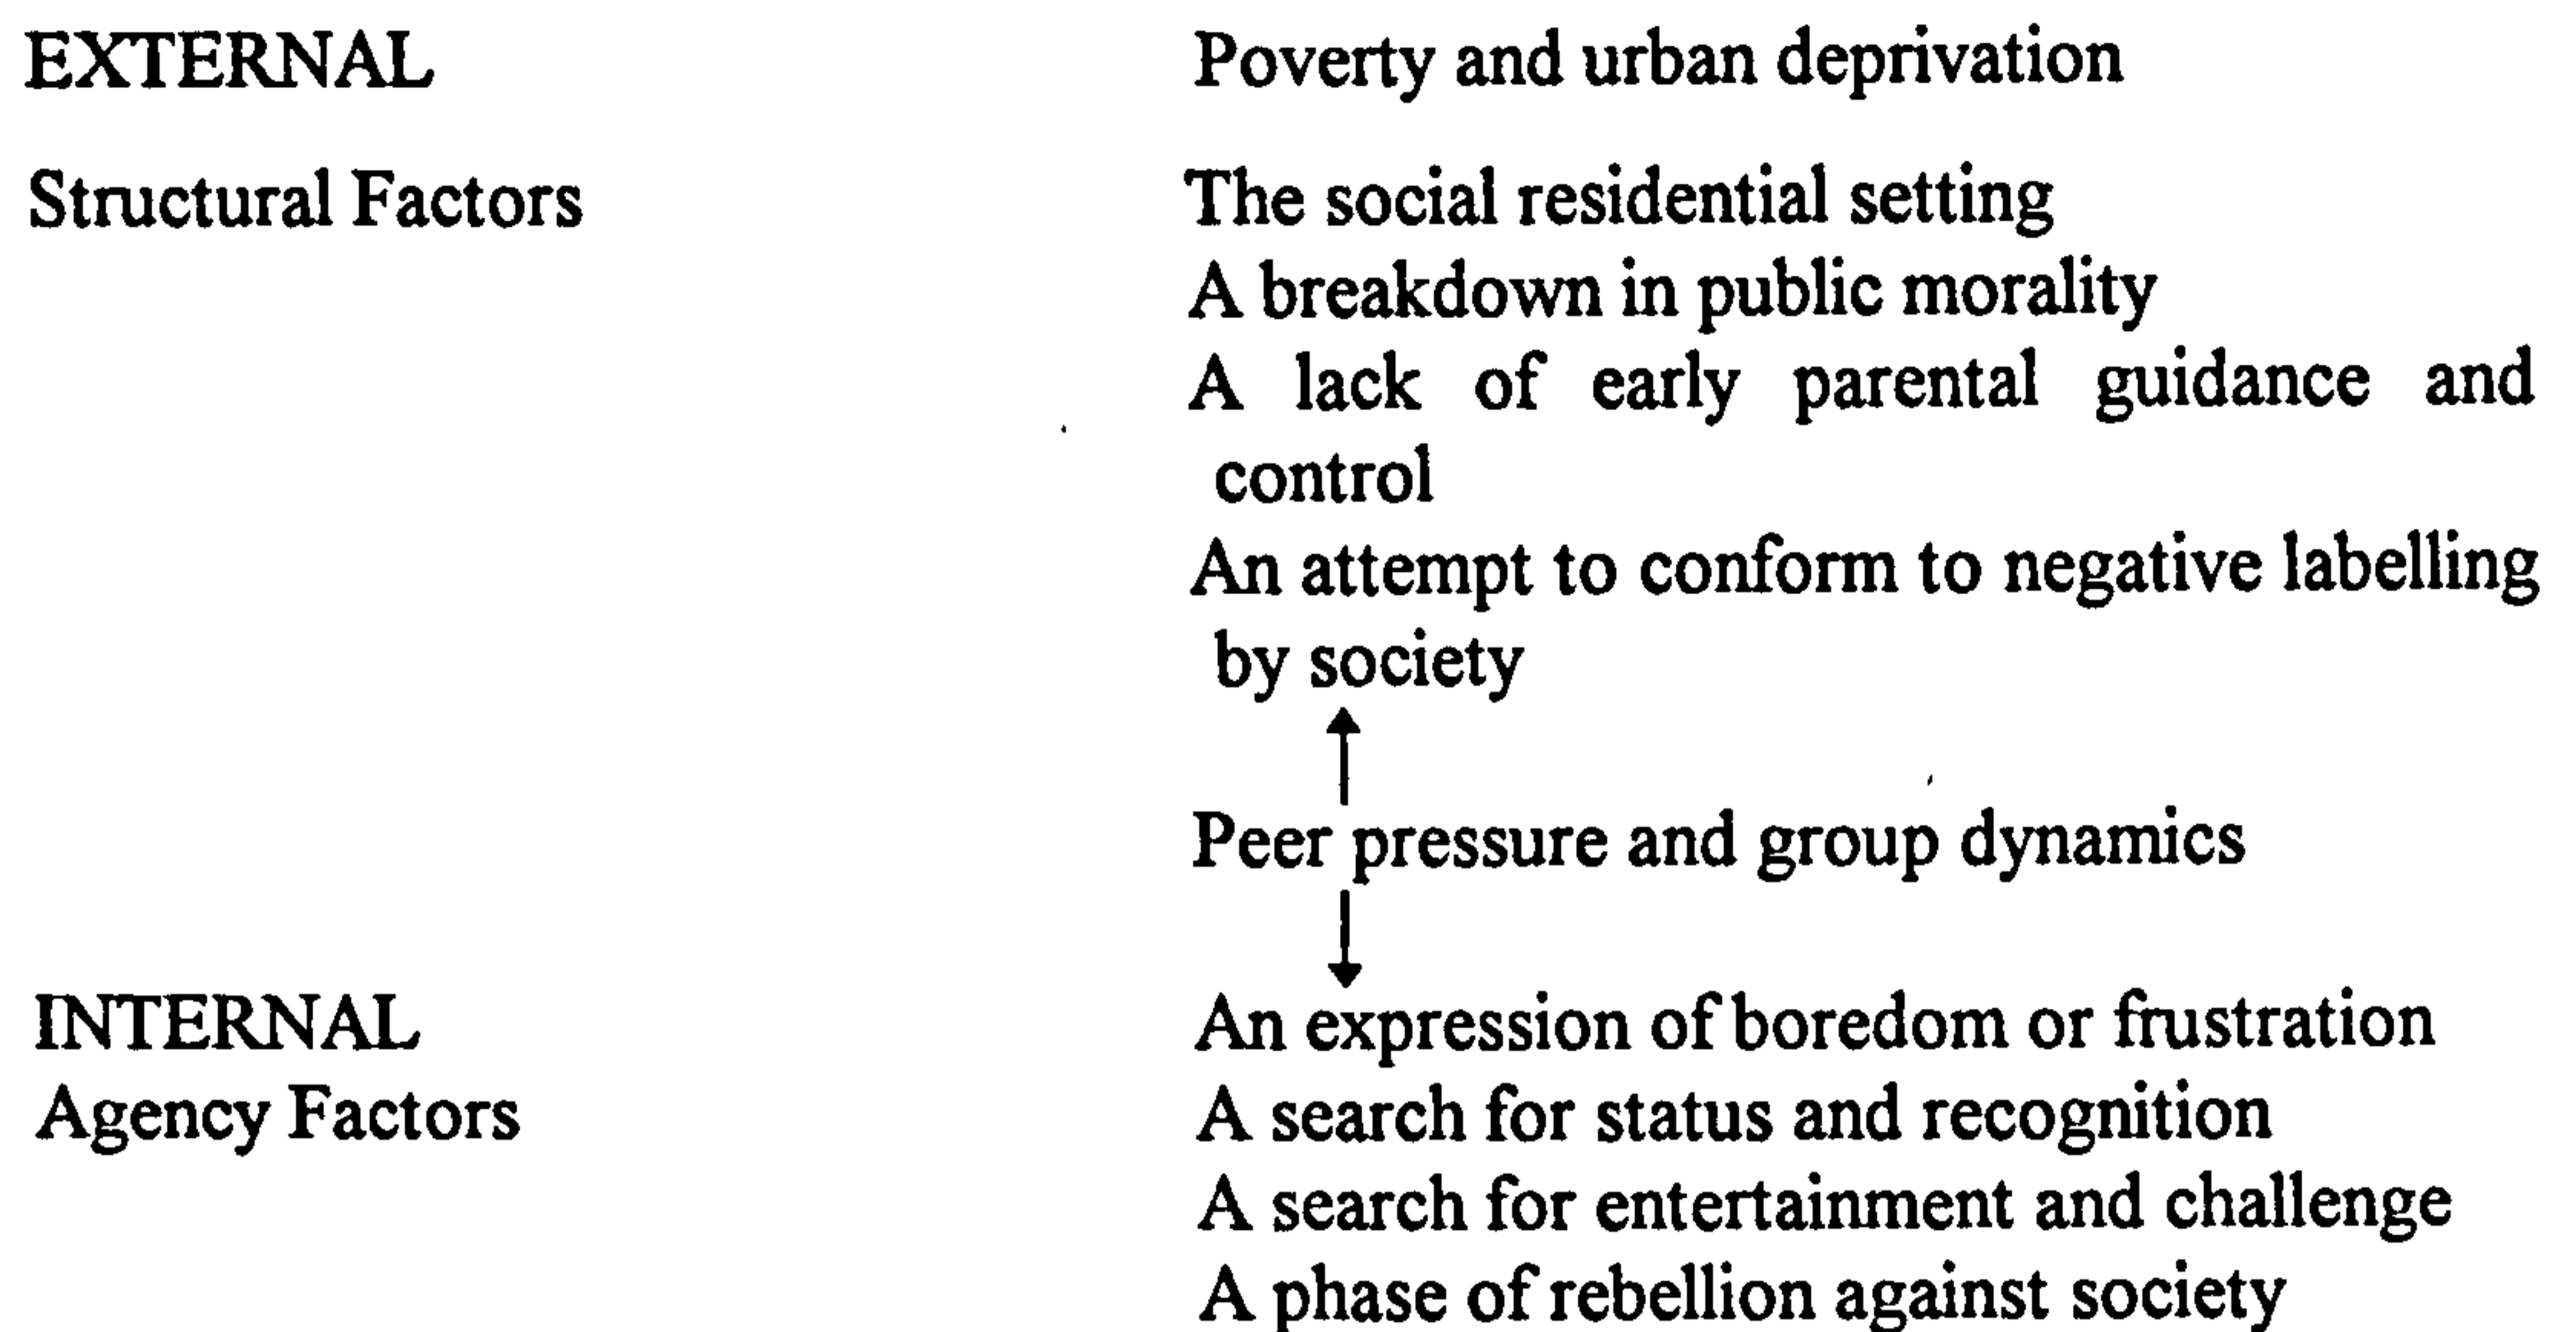 EXTERNAL Poverty and urban deprivation
Structural Factors The social residential setting
A breakdown in public morality
A lack of early parental guidance and
control
An attempt to conform to negative labelling
by society
Peer pressure and group dynamics
INTERNAL An expression of boredom or frustration
Agency Factors A search for status and recognition
A search for entertainment and challenge
A phase of rebellion against society